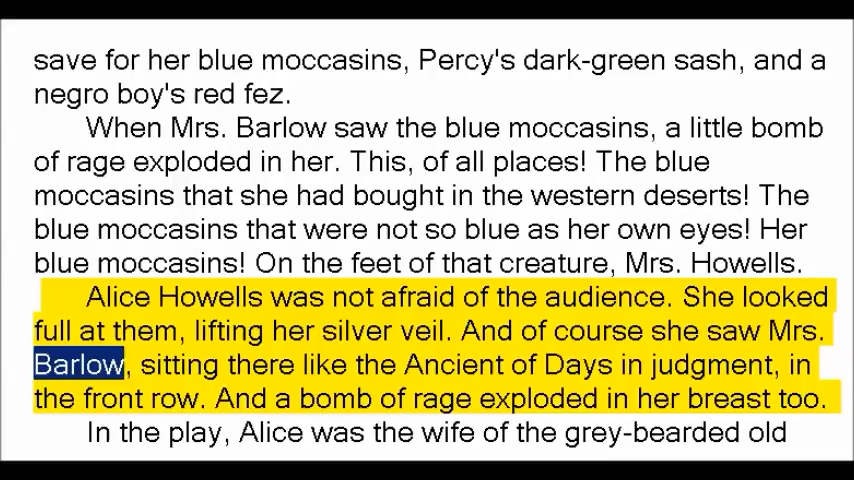 save for her blue moccasins, Percy's dark-green sash, and a
negro boy's red fez.
When Mrs. Barlow saw the blue moccasins, a little bomb
of rage exploded in her. This, of all places! The blue
moccasins that she had bought in the western deserts! The
blue moccasins that were not so blue as her own eyes! Her
blue moccasins! On the feet of that creature, Mrs. Howells.
Alice Howells was not afraid of the audience. She looked
full at them, lifting her silver veil. And of course she saw Mrs.
Barlow, sitting there like the Ancient of Days in judgment, in
the front row. And a bomb of rage exploded in her breast too.
In the play, Alice was the wife of the grey-bearded old